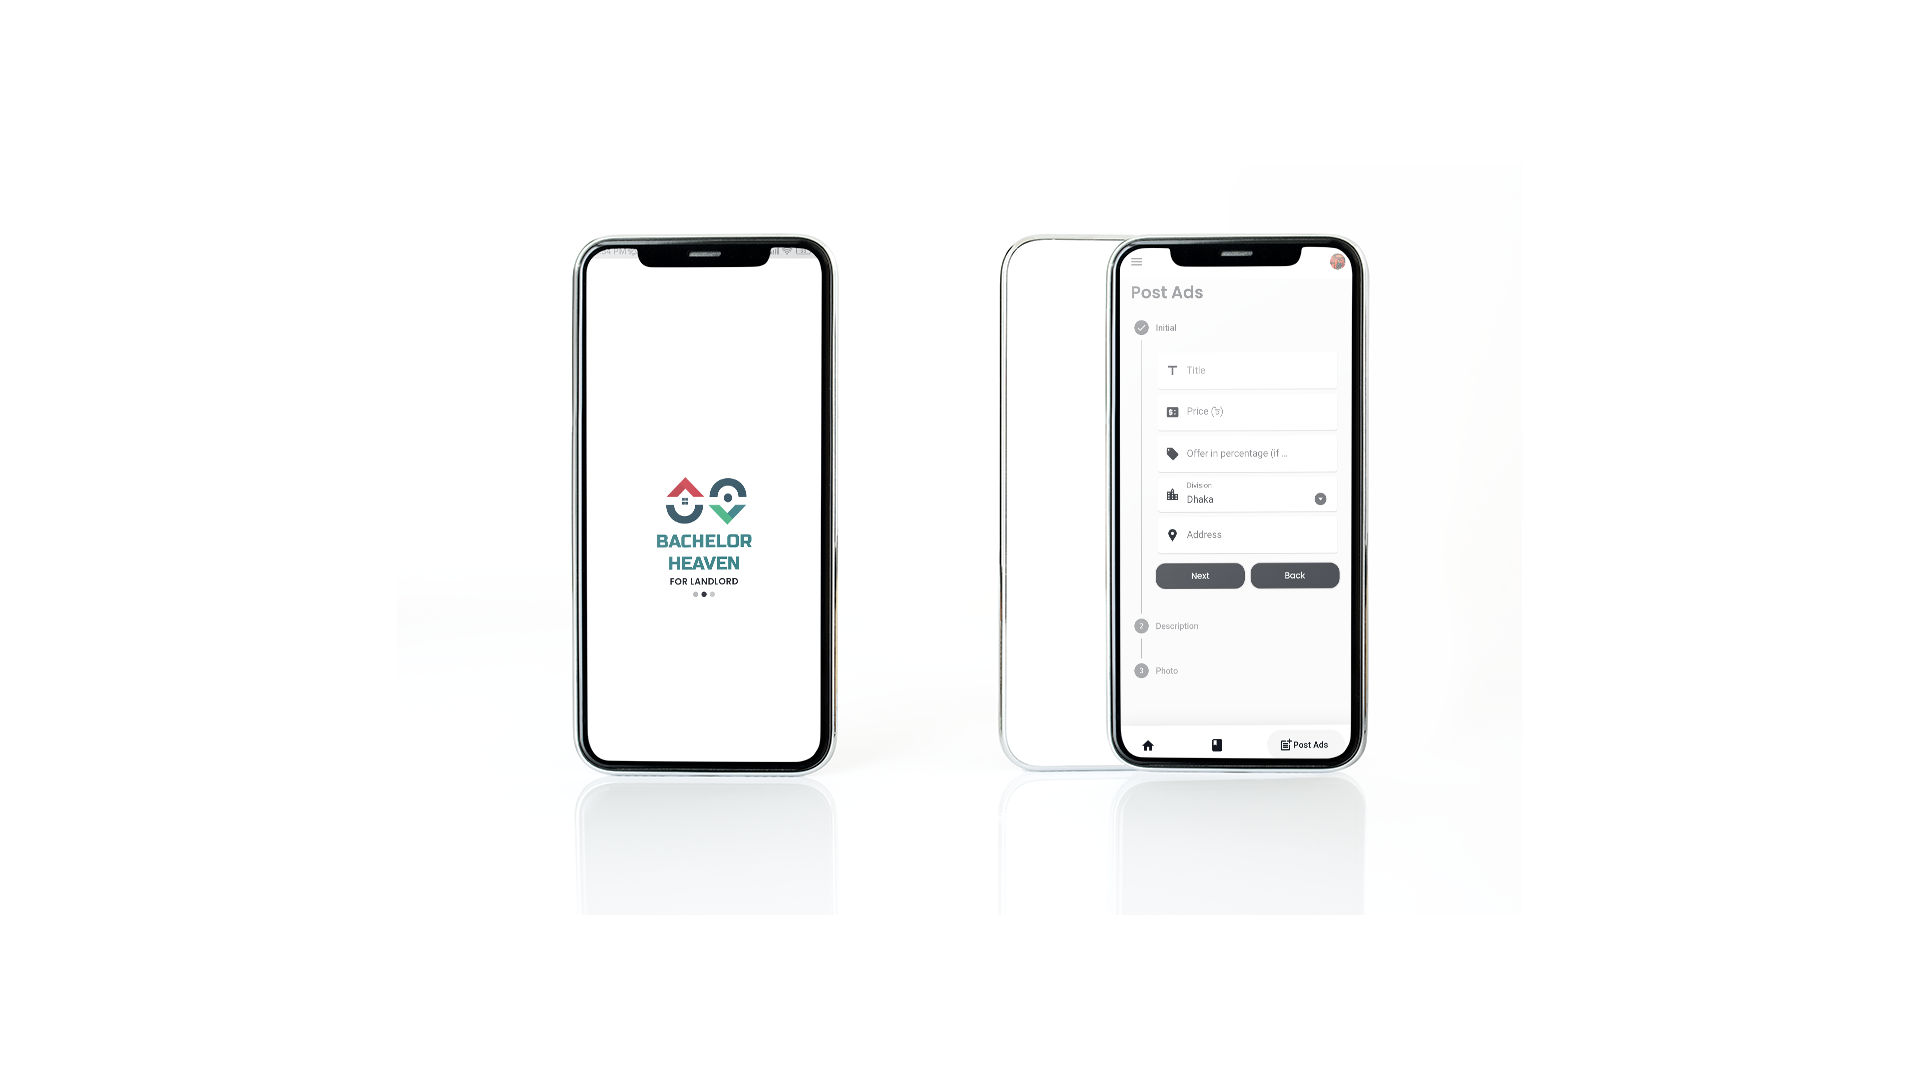 BACHELOR
HEAVEN
FOR LANDLORD
Post Ads
Initial
Title
Price (৳)
Offer in percentage (if ...
Division
Dhaka
Address
Next
Back
2
Description
3
Photo
Post Ads